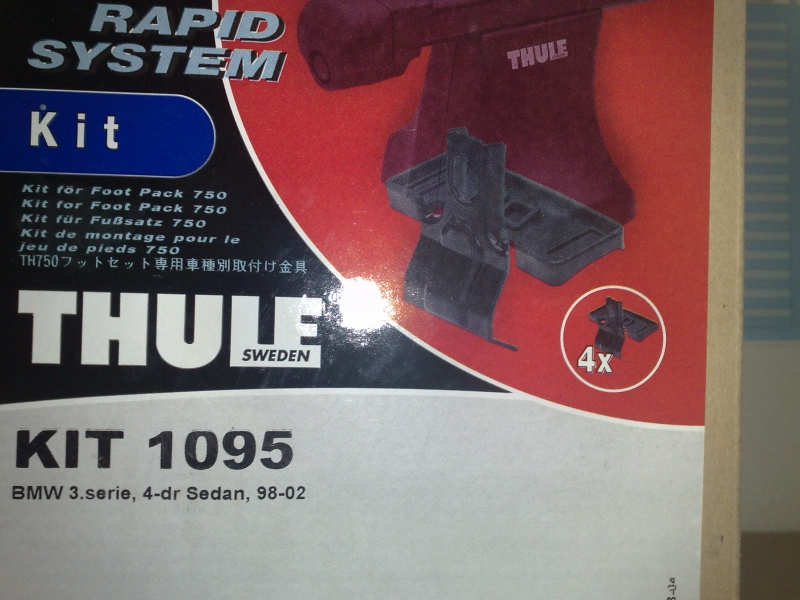 RAPID
SYSTEM
Kit
Kit för Foot Pack 750
Kit for Foot Pack 750
Kit für Fußsatz 750
Kit de montage pour le
jeu de pieds 750
TH750フットセット専用車種別取付け金具
THULE
SWEDEN
THULE
4x
KIT 1095
BMW 3.serie, 4-dr Sedan, 98-02